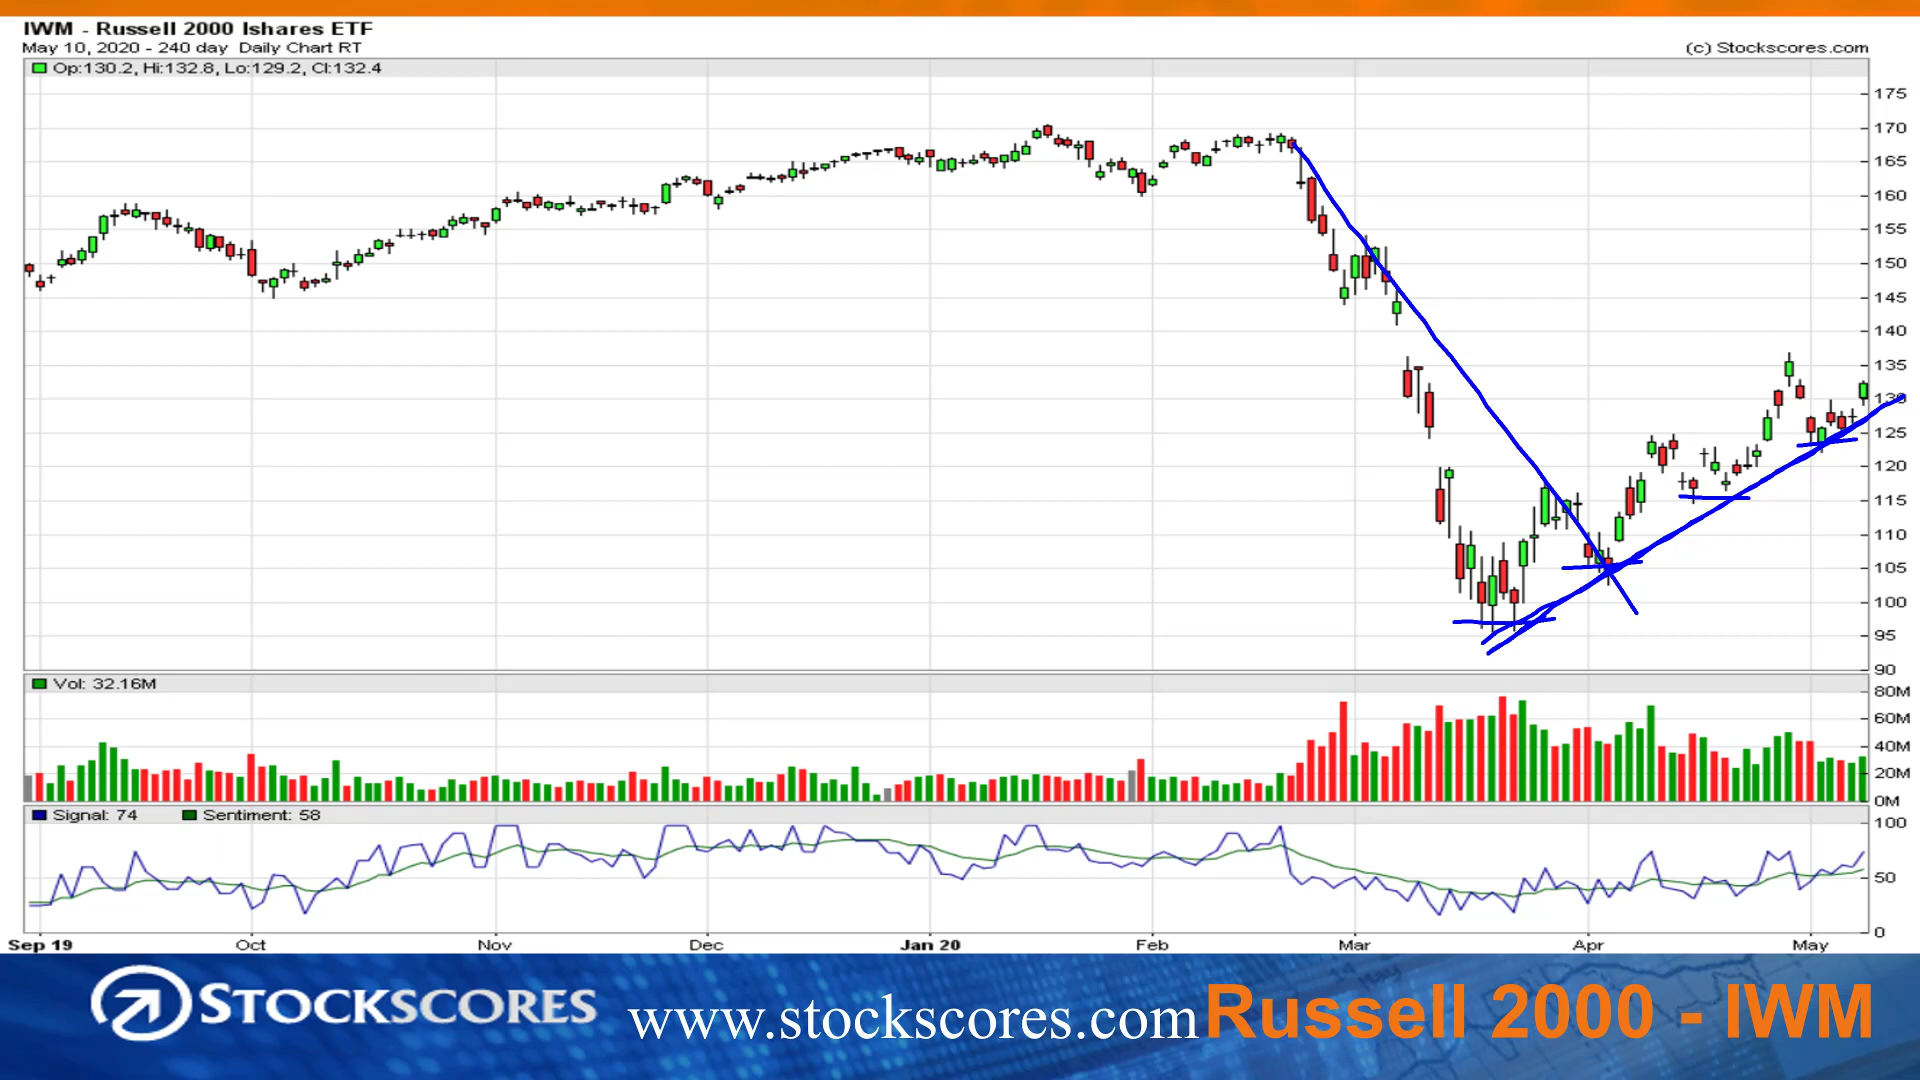 IWM - Russell 2000 Ishares ETF
May 10, 2020 - 240 day Daily Chart RT
(c) Stockscores.com
Op:130.2, Hi:132.8, Lo:129.2, Cl:132.4
175
170
165
160
155
150
145
140
135
130
125
120
115
110
105
100
95
90
Vol: 32.16M
80M
60M
40M
20M
0M
Signal: 74 Sentiment: 58
100
50
0
Sep 19 Oct Nov Dec Jan 20 Feb Mar Apr May
STOCKSCORES www.stockscores.com Russell 2000 - IWM